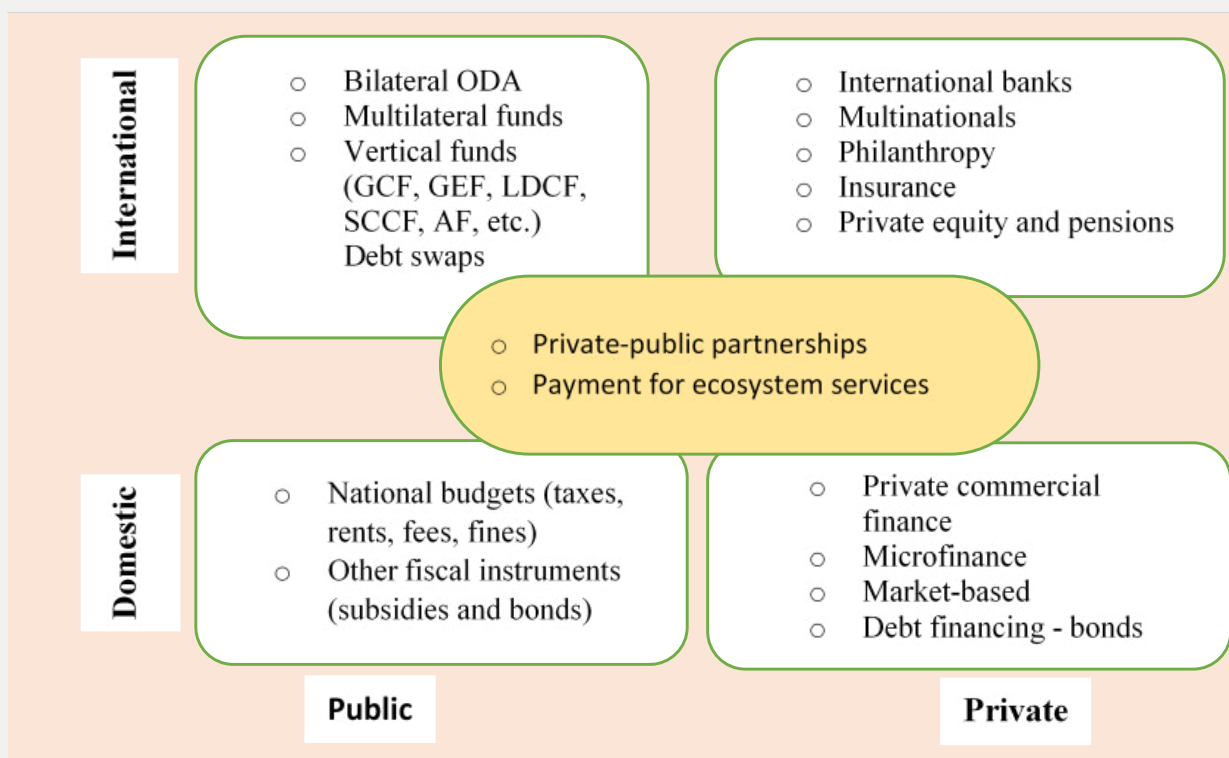 International
○ Bilateral ODA
○ Multilateral funds
○ Vertical funds
(GCF, GEF, LDCF,
SCCF, AF, etc.)
Debt swaps
○ International banks
○ Multinationals
○ Philanthropy
○ Insurance
○ Private equity and pensions
○ Private-public partnerships
○ Payment for ecosystem services
Domestic
○ National budgets (taxes,
rents, fees, fines)
○ Other fiscal instruments
(subsidies and bonds)
○ Private commercial
finance
○ Microfinance
○ Market-based
○ Debt financing - bonds
Public
Private